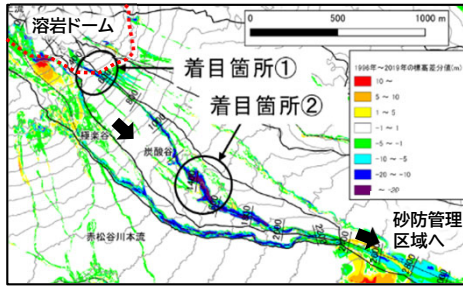 溶岩ドーム
0
500
1000 m
着目箇所①
着目箇所②
1996年～2019年の標高差分値(m)
10 ～
5 ～ 10
1 ～ 5
-1 ～ 1
-5 ～ -1
-10 ～ -5
-20 ～ -10
～ -20
極楽谷
炭酸谷
赤松谷川本流
砂防管理
区域へ